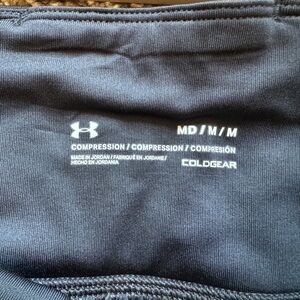 MD / M / M
COMPRESSION / COMPRESSION / COMPRESIÓN
MADE IN JORDAN / FABRIQUÉ EN JORDANIE /
HECHO EN JORDANIA
COLDGEAR